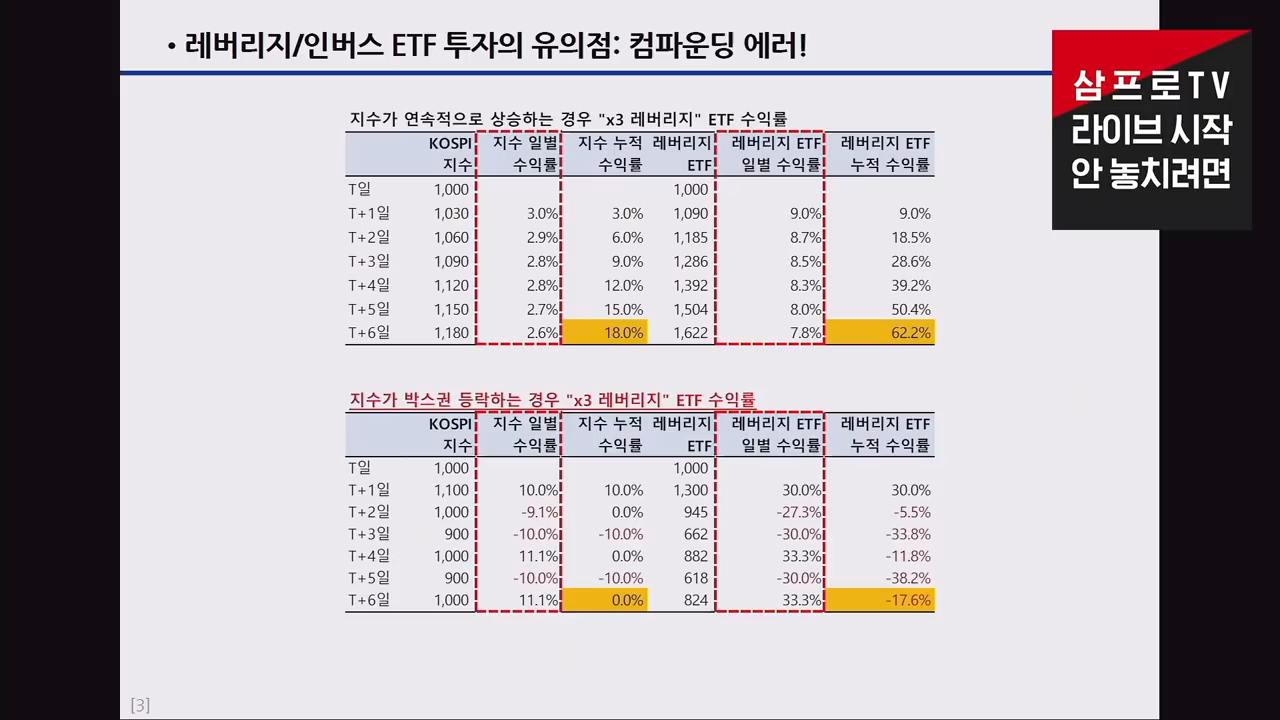 • 레버리지/인버스 ETF 투자의 유의점: 컴파운딩 에러!
삼프로TV
라이브 시작
안 놓치려면
지수가 연속적으로 상승하는 경우 "x3 레버리지" ETF 수익률
KOSPI 지수 일별 지수 누적 레버리지 레버리지 ETF 레버리지 ETF
지수 수익률 수익률 ETF 일별 수익률 누적 수익률
T일 1,000 1,000
T+1일 1,030 3.0% 3.0% 1,090 9.0% 9.0%
T+2일 1,060 2.9% 6.0% 1,185 8.7% 18.5%
T+3일 1,090 2.8% 9.0% 1,286 8.5% 28.6%
T+4일 1,120 2.8% 12.0% 1,392 8.3% 39.2%
T+5일 1,150 2.7% 15.0% 1,504 8.0% 50.4%
T+6일 1,180 2.6% 18.0% 1,622 7.8% 62.2%
지수가 박스권 등락하는 경우 "x3 레버리지" ETF 수익률
KOSPI 지수 일별 지수 누적 레버리지 레버리지 ETF 레버리지 ETF
지수 수익률 수익률 ETF 일별 수익률 누적 수익률
T일 1,000 1,000
T+1일 1,100 10.0% 10.0% 1,300 30.0% 30.0%
T+2일 1,000 -9.1% 0.0% 945 -27.3% -5.5%
T+3일 900 -10.0% -10.0% 662 -30.0% -33.8%
T+4일 1,000 11.1% 0.0% 882 33.3% -11.8%
T+5일 900 -10.0% -10.0% 618 -30.0% -38.2%
T+6일 1,000 11.1% 0.0% 824 33.3% -17.6%
[3]